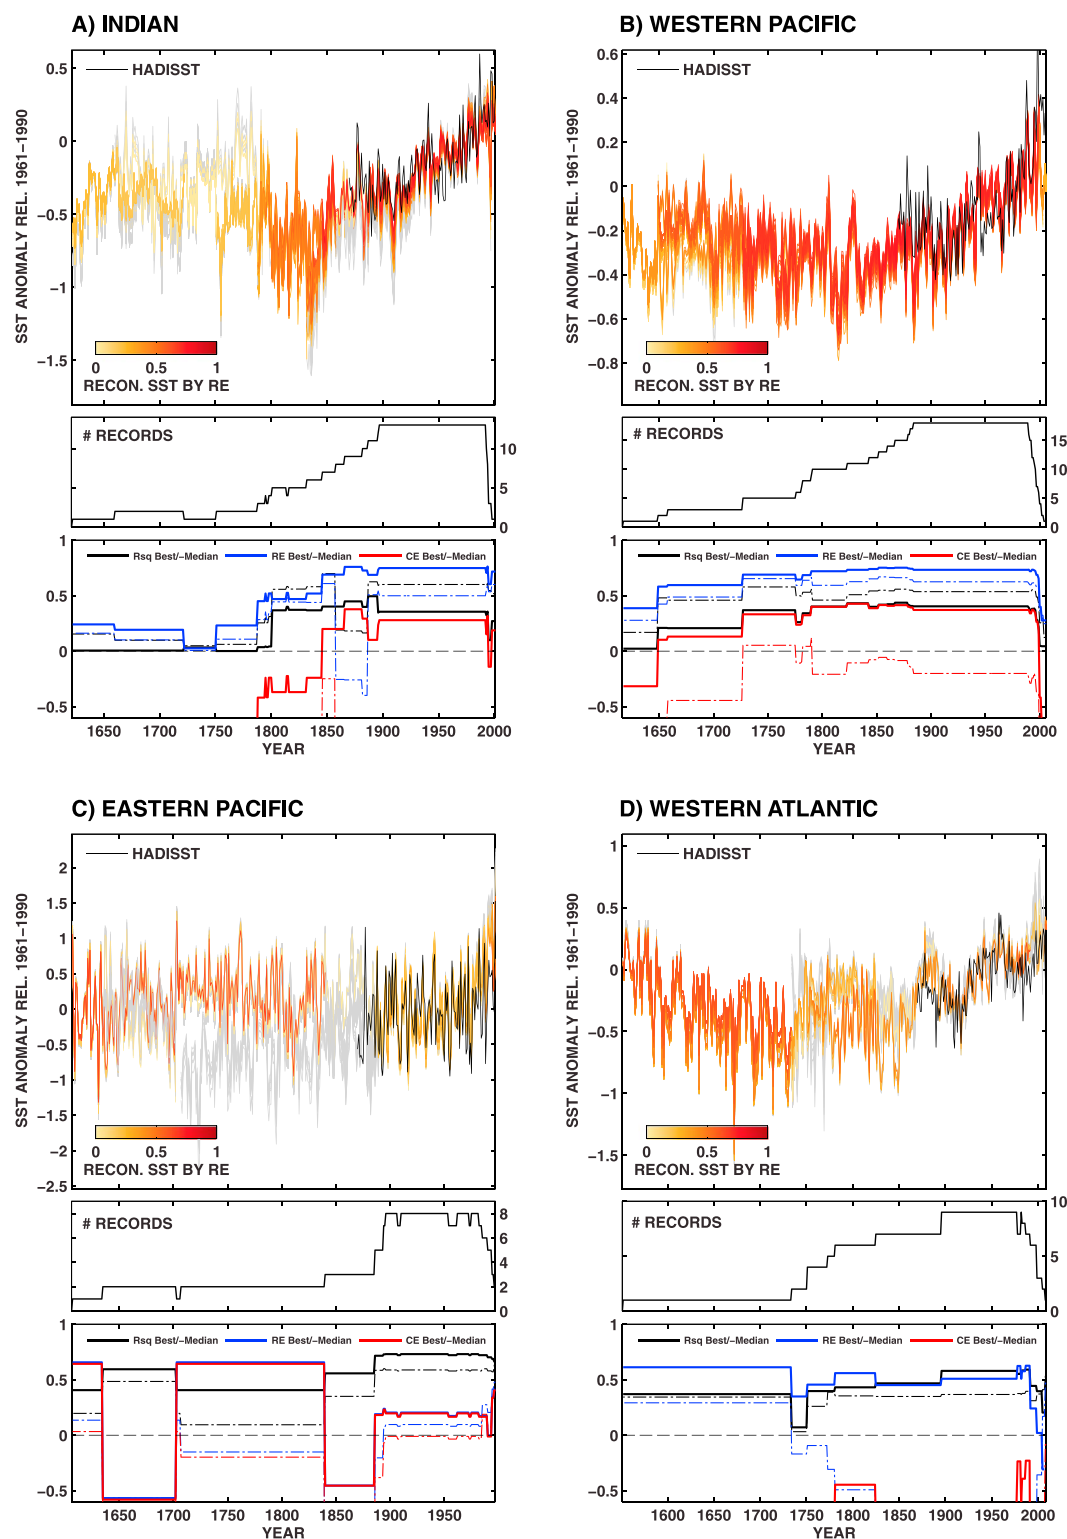 A) INDIAN
SST ANOMALY REL. 1961–1990
0.5
0
−0.5
−1
−1.5
HADISST
0 0.5 1
RECON. SST BY RE
# RECORDS
10
5
0
Rsq Best/−Median RE Best/−Median CE Best/−Median
1
0.5
0
−0.5
1650 1700 1750 1800 1850 1900 1950 2000
YEAR
B) WESTERN PACIFIC
SST ANOMALY REL. 1961–1990
0.6
0.4
0.2
0
−0.2
−0.4
−0.6
−0.8
HADISST
0 0.5 1
RECON. SST BY RE
# RECORDS
15
10
5
0
Rsq Best/−Median RE Best/−Median CE Best/−Median
1
0.5
0
−0.5
1650 1700 1750 1800 1850 1900 1950 2000
YEAR
C) EASTERN PACIFIC
SST ANOMALY REL. 1961–1990
2
1.5
1
0.5
0
−0.5
−1
−1.5
−2
−2.5
HADISST
0 0.5 1
RECON. SST BY RE
# RECORDS
8
6
4
2
0
Rsq Best/−Median RE Best/−Median CE Best/−Median
1
0.5
0
−0.5
1650 1700 1750 1800 1850 1900 1950
YEAR
D) WESTERN ATLANTIC
SST ANOMALY REL. 1961–1990
1
0.5
0
−0.5
−1
−1.5
HADISST
0 0.5 1
RECON. SST BY RE
# RECORDS
10
5
0
Rsq Best/−Median RE Best/−Median CE Best/−Median
1
0.5
0
−0.5
1600 1650 1700 1750 1800 1850 1900 1950 2000
YEAR